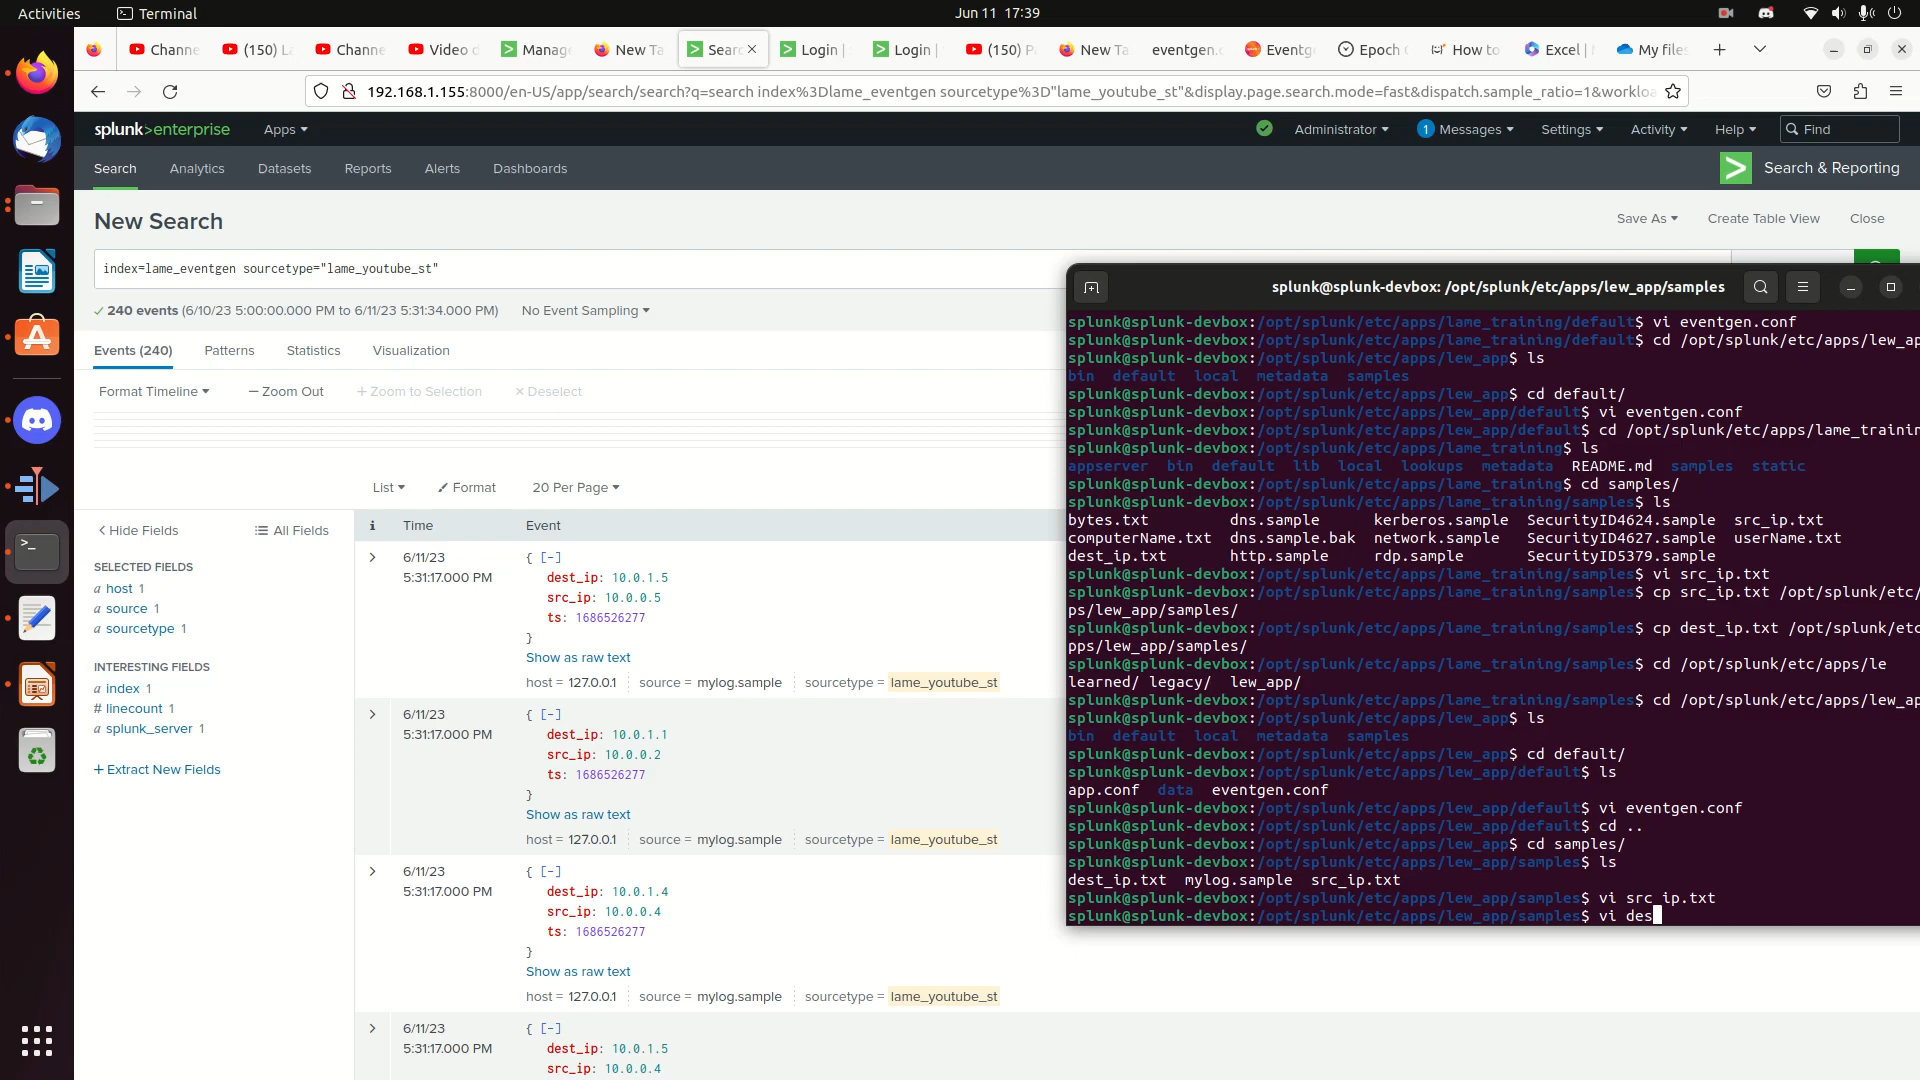 Activities
Terminal
Jun 11 17:39
Channe
(150) L
Channe
Video d
Manage
New Ta
Searc
Login |
Login |
(150) P
New Ta
eventgen.c
Eventge
Epoch
How to
Excel |
My files
192.168.1.155:8000/en-US/app/search/search?q=search index%3Dlame_eventgen sourcetype%3D"lame_youtube_st"&display.page.search.mode=fast&dispatch.sample_ratio=1&workloa
splunk>enterprise
Apps
Administrator
1 Messages
Settings
Activity
Help
Find
Search
Analytics
Datasets
Reports
Alerts
Dashboards
Search & Reporting
New Search
Save As
Create Table View
Close
index=lame_eventgen sourcetype="lame_youtube_st"
240 events (6/10/23 5:00:00.000 PM to 6/11/23 5:31:34.000 PM)
No Event Sampling
Events (240)
Patterns
Statistics
Visualization
Format Timeline
— Zoom Out
+ Zoom to Selection
× Deselect
List
Format
20 Per Page
< Hide Fields
All Fields
SELECTED FIELDS
a host 1
a source 1
a sourcetype 1
INTERESTING FIELDS
a index 1
# linecount 1
a splunk_server 1
+ Extract New Fields
i
Time
Event
6/11/23
5:31:17.000 PM
{ [-]
dest_ip: 10.0.1.5
src_ip: 10.0.0.5
ts: 1686526277
}
Show as raw text
host = 127.0.0.1
source = mylog.sample
sourcetype = lame_youtube_st
6/11/23
5:31:17.000 PM
{ [-]
dest_ip: 10.0.1.1
src_ip: 10.0.0.2
ts: 1686526277
}
Show as raw text
host = 127.0.0.1
source = mylog.sample
sourcetype = lame_youtube_st
6/11/23
5:31:17.000 PM
{ [-]
dest_ip: 10.0.1.4
src_ip: 10.0.0.4
ts: 1686526277
}
Show as raw text
host = 127.0.0.1
source = mylog.sample
sourcetype = lame_youtube_st
6/11/23
5:31:17.000 PM
{ [-]
dest_ip: 10.0.1.5
src_ip: 10.0.0.4
splunk@splunk-devbox: /opt/splunk/etc/apps/lew_app/samples
splunk@splunk-devbox:/opt/splunk/etc/apps/lame_training/default$ vi eventgen.conf
splunk@splunk-devbox:/opt/splunk/etc/apps/lame_training/default$ cd /opt/splunk/etc/apps/lew_ap
splunk@splunk-devbox:/opt/splunk/etc/apps/lew_app$ ls
bin default local metadata samples
splunk@splunk-devbox:/opt/splunk/etc/apps/lew_app$ cd default/
splunk@splunk-devbox:/opt/splunk/etc/apps/lew_app/default$ vi eventgen.conf
splunk@splunk-devbox:/opt/splunk/etc/apps/lew_app/default$ cd /opt/splunk/etc/apps/lame_trainin
splunk@splunk-devbox:/opt/splunk/etc/apps/lame_training$ ls
appserver bin default lib local lookups metadata README.md samples static
splunk@splunk-devbox:/opt/splunk/etc/apps/lame_training$ cd samples/
splunk@splunk-devbox:/opt/splunk/etc/apps/lame_training/samples$ ls
bytes.txt dns.sample kerberos.sample SecurityID4624.sample src_ip.txt
computerName.txt dns.sample.bak network.sample SecurityID4627.sample userName.txt
dest_ip.txt http.sample rdp.sample SecurityID5379.sample
splunk@splunk-devbox:/opt/splunk/etc/apps/lame_training/samples$ vi src_ip.txt
splunk@splunk-devbox:/opt/splunk/etc/apps/lame_training/samples$ cp src_ip.txt /opt/splunk/etc/
ps/lew_app/samples/
splunk@splunk-devbox:/opt/splunk/etc/apps/lame_training/samples$ cp dest_ip.txt /opt/splunk/etc
pps/lew_app/samples/
splunk@splunk-devbox:/opt/splunk/etc/apps/lame_training/samples$ cd /opt/splunk/etc/apps/le
learned/ legacy/ lew_app/
splunk@splunk-devbox:/opt/splunk/etc/apps/lame_training/samples$ cd /opt/splunk/etc/apps/lew_ap
splunk@splunk-devbox:/opt/splunk/etc/apps/lew_app$ ls
bin default local metadata samples
splunk@splunk-devbox:/opt/splunk/etc/apps/lew_app$ cd default/
splunk@splunk-devbox:/opt/splunk/etc/apps/lew_app/default$ ls
app.conf data eventgen.conf
splunk@splunk-devbox:/opt/splunk/etc/apps/lew_app/default$ vi eventgen.conf
splunk@splunk-devbox:/opt/splunk/etc/apps/lew_app/default$ cd ..
splunk@splunk-devbox:/opt/splunk/etc/apps/lew_app$ cd samples/
splunk@splunk-devbox:/opt/splunk/etc/apps/lew_app/samples$ ls
dest_ip.txt mylog.sample src_ip.txt
splunk@splunk-devbox:/opt/splunk/etc/apps/lew_app/samples$ vi src_ip.txt
splunk@splunk-devbox:/opt/splunk/etc/apps/lew_app/samples$ vi des